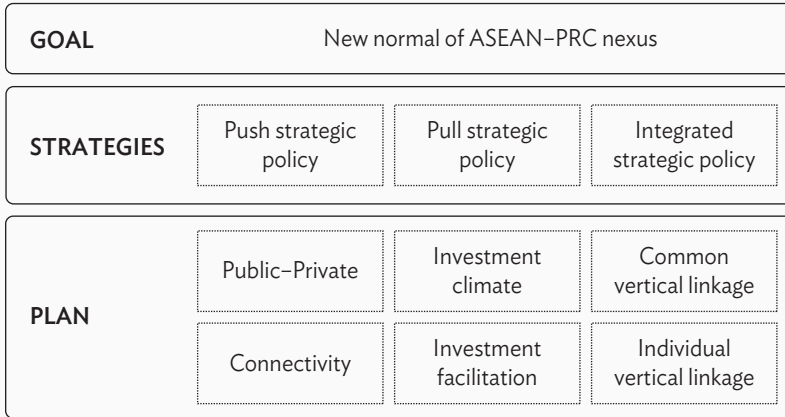 GOAL
New normal of ASEAN–PRC nexus
STRATEGIES
Push strategic
policy
Pull strategic
policy
Integrated
strategic policy
PLAN
Public–Private
Investment
climate
Common
vertical linkage
Connectivity
Investment
facilitation
Individual
vertical linkage